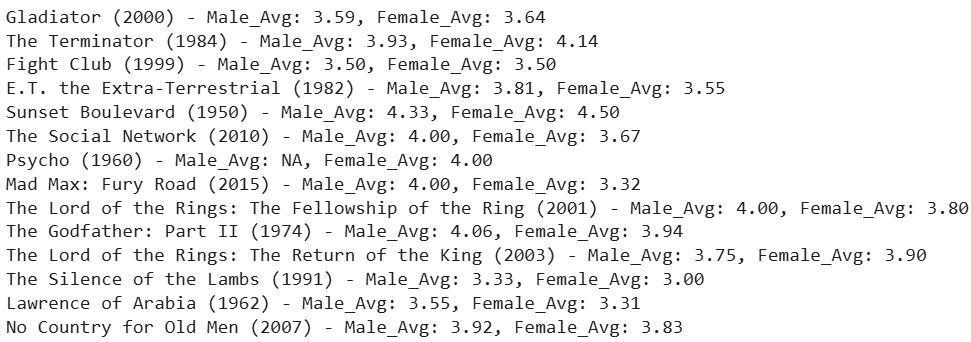 Gladiator (2000) - Male_Avg: 3.59, Female_Avg: 3.64
The Terminator (1984) - Male_Avg: 3.93, Female_Avg: 4.14
Fight Club (1999) - Male_Avg: 3.50, Female_Avg: 3.50
E.T. the Extra-Terrestrial (1982) - Male_Avg: 3.81, Female_Avg: 3.55
Sunset Boulevard (1950) - Male_Avg: 4.33, Female_Avg: 4.50
The Social Network (2010) - Male_Avg: 4.00, Female_Avg: 3.67
Psycho (1960) - Male_Avg: NA, Female_Avg: 4.00
Mad Max: Fury Road (2015) - Male_Avg: 4.00, Female_Avg: 3.32
The Lord of the Rings: The Fellowship of the Ring (2001) - Male_Avg: 4.00, Female_Avg: 3.80
The Godfather: Part II (1974) - Male_Avg: 4.06, Female_Avg: 3.94
The Lord of the Rings: The Return of the King (2003) - Male_Avg: 3.75, Female_Avg: 3.90
The Silence of the Lambs (1991) - Male_Avg: 3.33, Female_Avg: 3.00
Lawrence of Arabia (1962) - Male_Avg: 3.55, Female_Avg: 3.31
No Country for Old Men (2007) - Male_Avg: 3.92, Female_Avg: 3.83